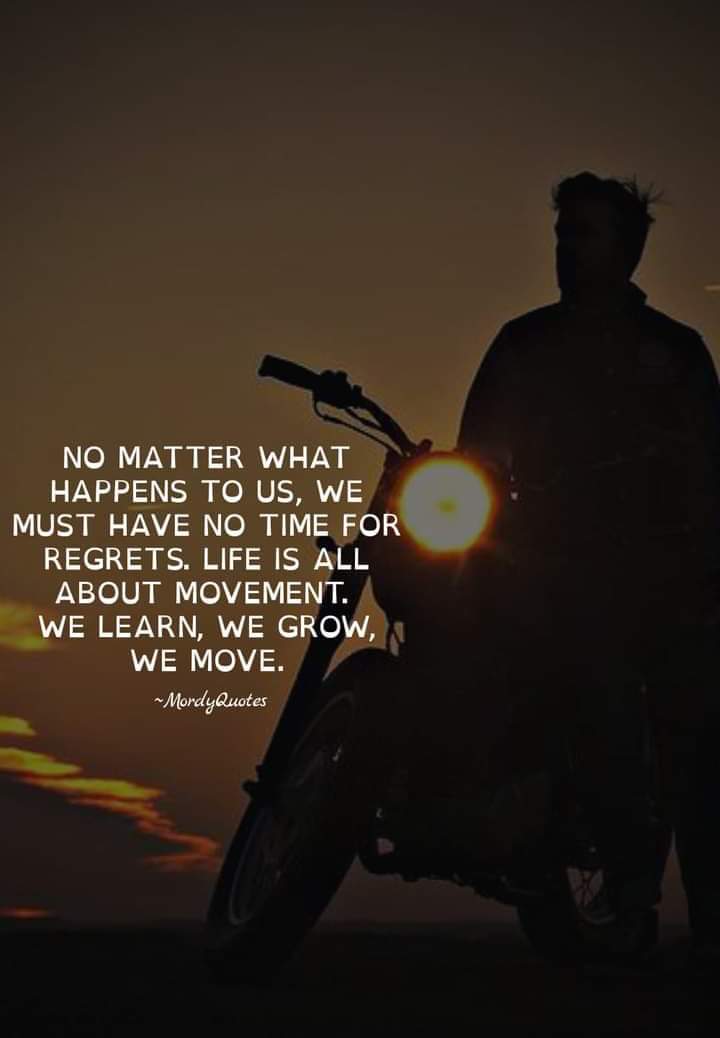 NO MATTER WHAT
HAPPENS TO US, WE
MUST HAVE NO TIME FOR
REGRETS. LIFE IS ALL
ABOUT MOVEMENT.
WE LEARN, WE GROW,
WE MOVE.
~MordyQuotes